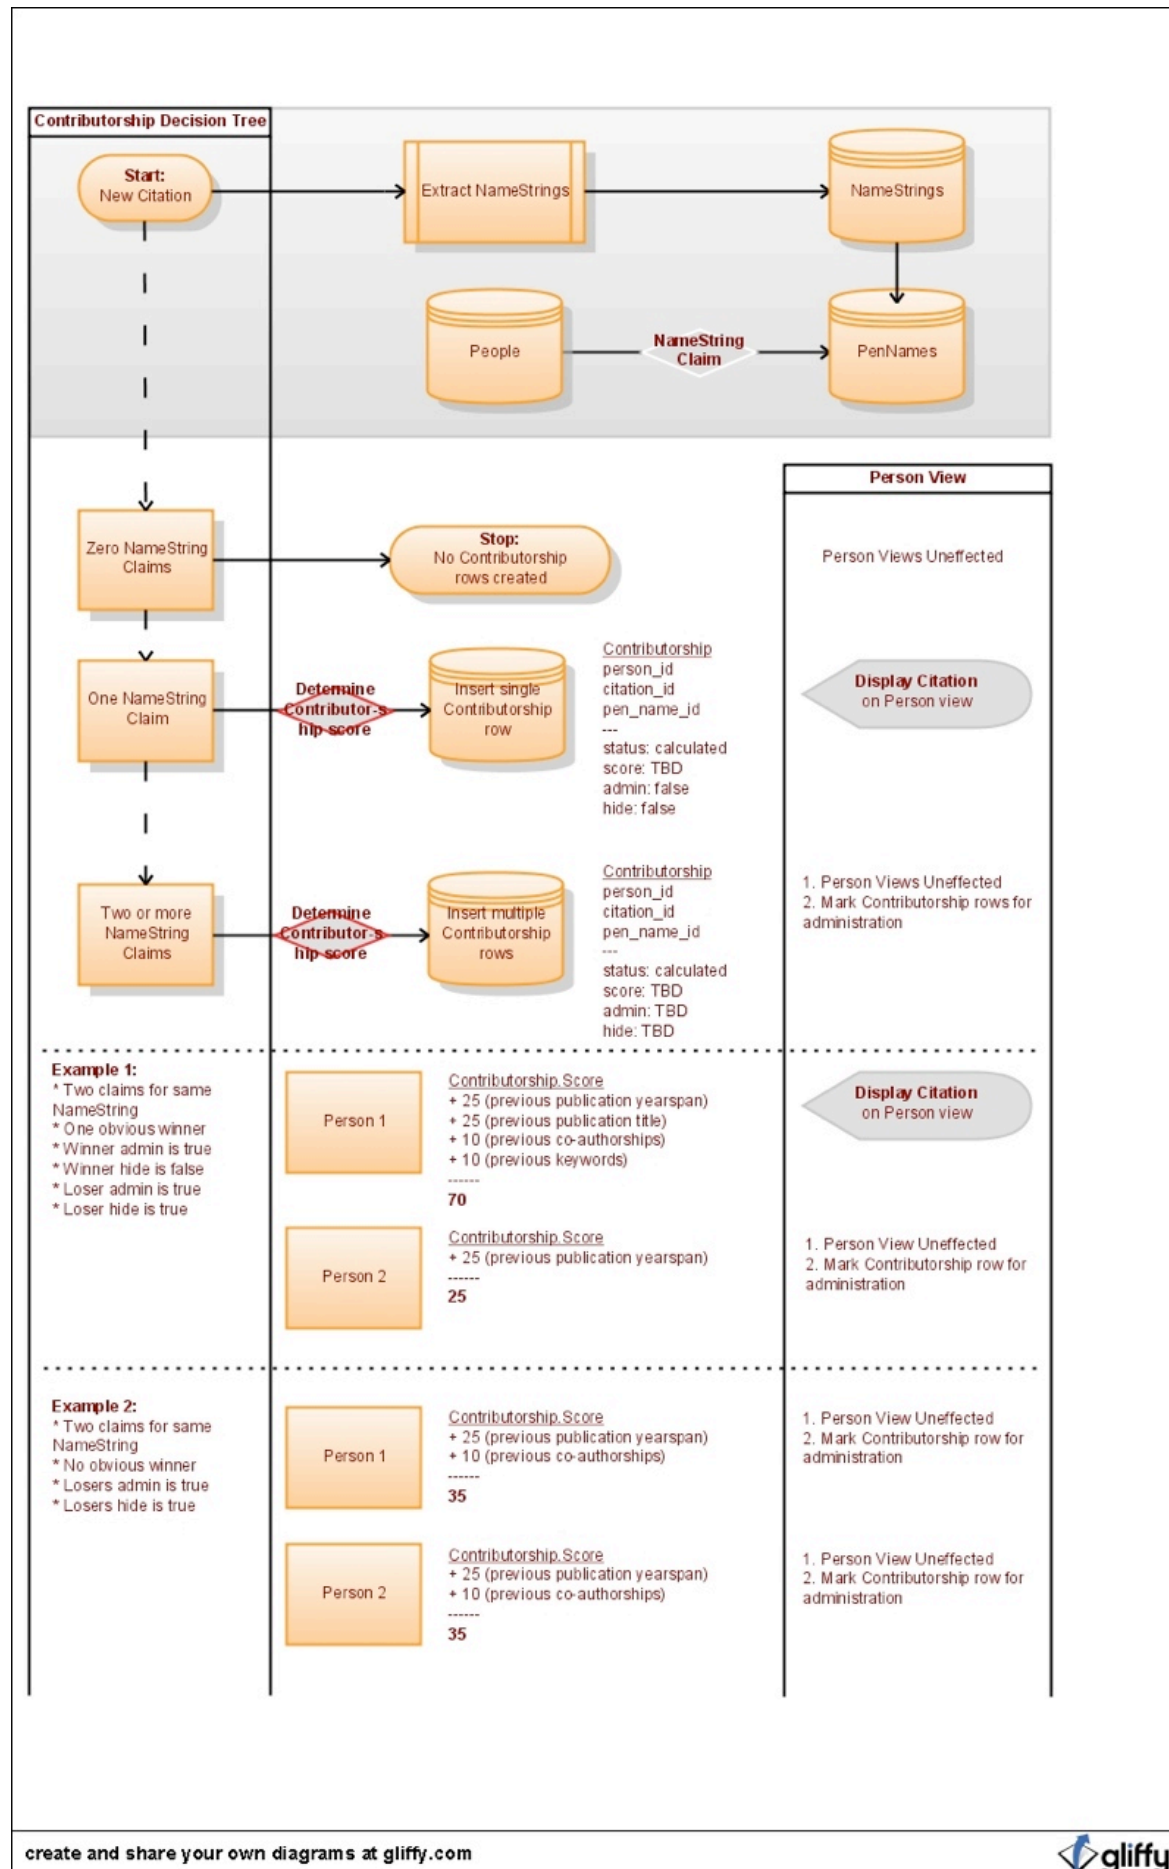 Contributorship Decision Tree
Start:
New Citation
Extract NameStrings
NameStrings
People
NameString
Claim
PenNames
Person View
Zero NameString
Claims
Stop:
No Contributorship
rows created
Person Views Uneffected
One NameString
Claim
Determine
Contributor-s
hip score
Insert single
Contributorship
row
Contributorship
person_id
citation_id
pen_name_id
---
status: calculated
score: TBD
admin: false
hide: false
Display Citation
on Person view
Two or more
NameString
Claims
Determine
Contributor-s
hip score
Insert multiple
Contributorship
rows
Contributorship
person_id
citation_id
pen_name_id
---
status: calculated
score: TBD
admin: TBD
hide: TBD
1. Person Views Uneffected
2. Mark Contributorship rows for
administration
Example 1:
* Two claims for same
NameString
* One obvious winner
* Winner admin is true
* Winner hide is false
* Loser admin is true
* Loser hide is true
Person 1
Contributorship.Score
+ 25 (previous publication yearspan)
+ 25 (previous publication title)
+ 10 (previous co-authorships)
+ 10 (previous keywords)
------
70
Display Citation
on Person view
Person 2
Contributorship.Score
+ 25 (previous publication yearspan)
------
25
1. Person View Uneffected
2. Mark Contributorship row for
administration
Example 2:
* Two claims for same
NameString
* No obvious winner
* Losers admin is true
* Losers hide is true
Person 1
Contributorship.Score
+ 25 (previous publication yearspan)
+ 10 (previous co-authorships)
------
35
1. Person View Uneffected
2. Mark Contributorship row for
administration
Person 2
Contributorship.Score
+ 25 (previous publication yearspan)
+ 10 (previous co-authorships)
------
35
1. Person View Uneffected
2. Mark Contributorship row for
administration
create and share your own diagrams at gliffy.com
gliffy